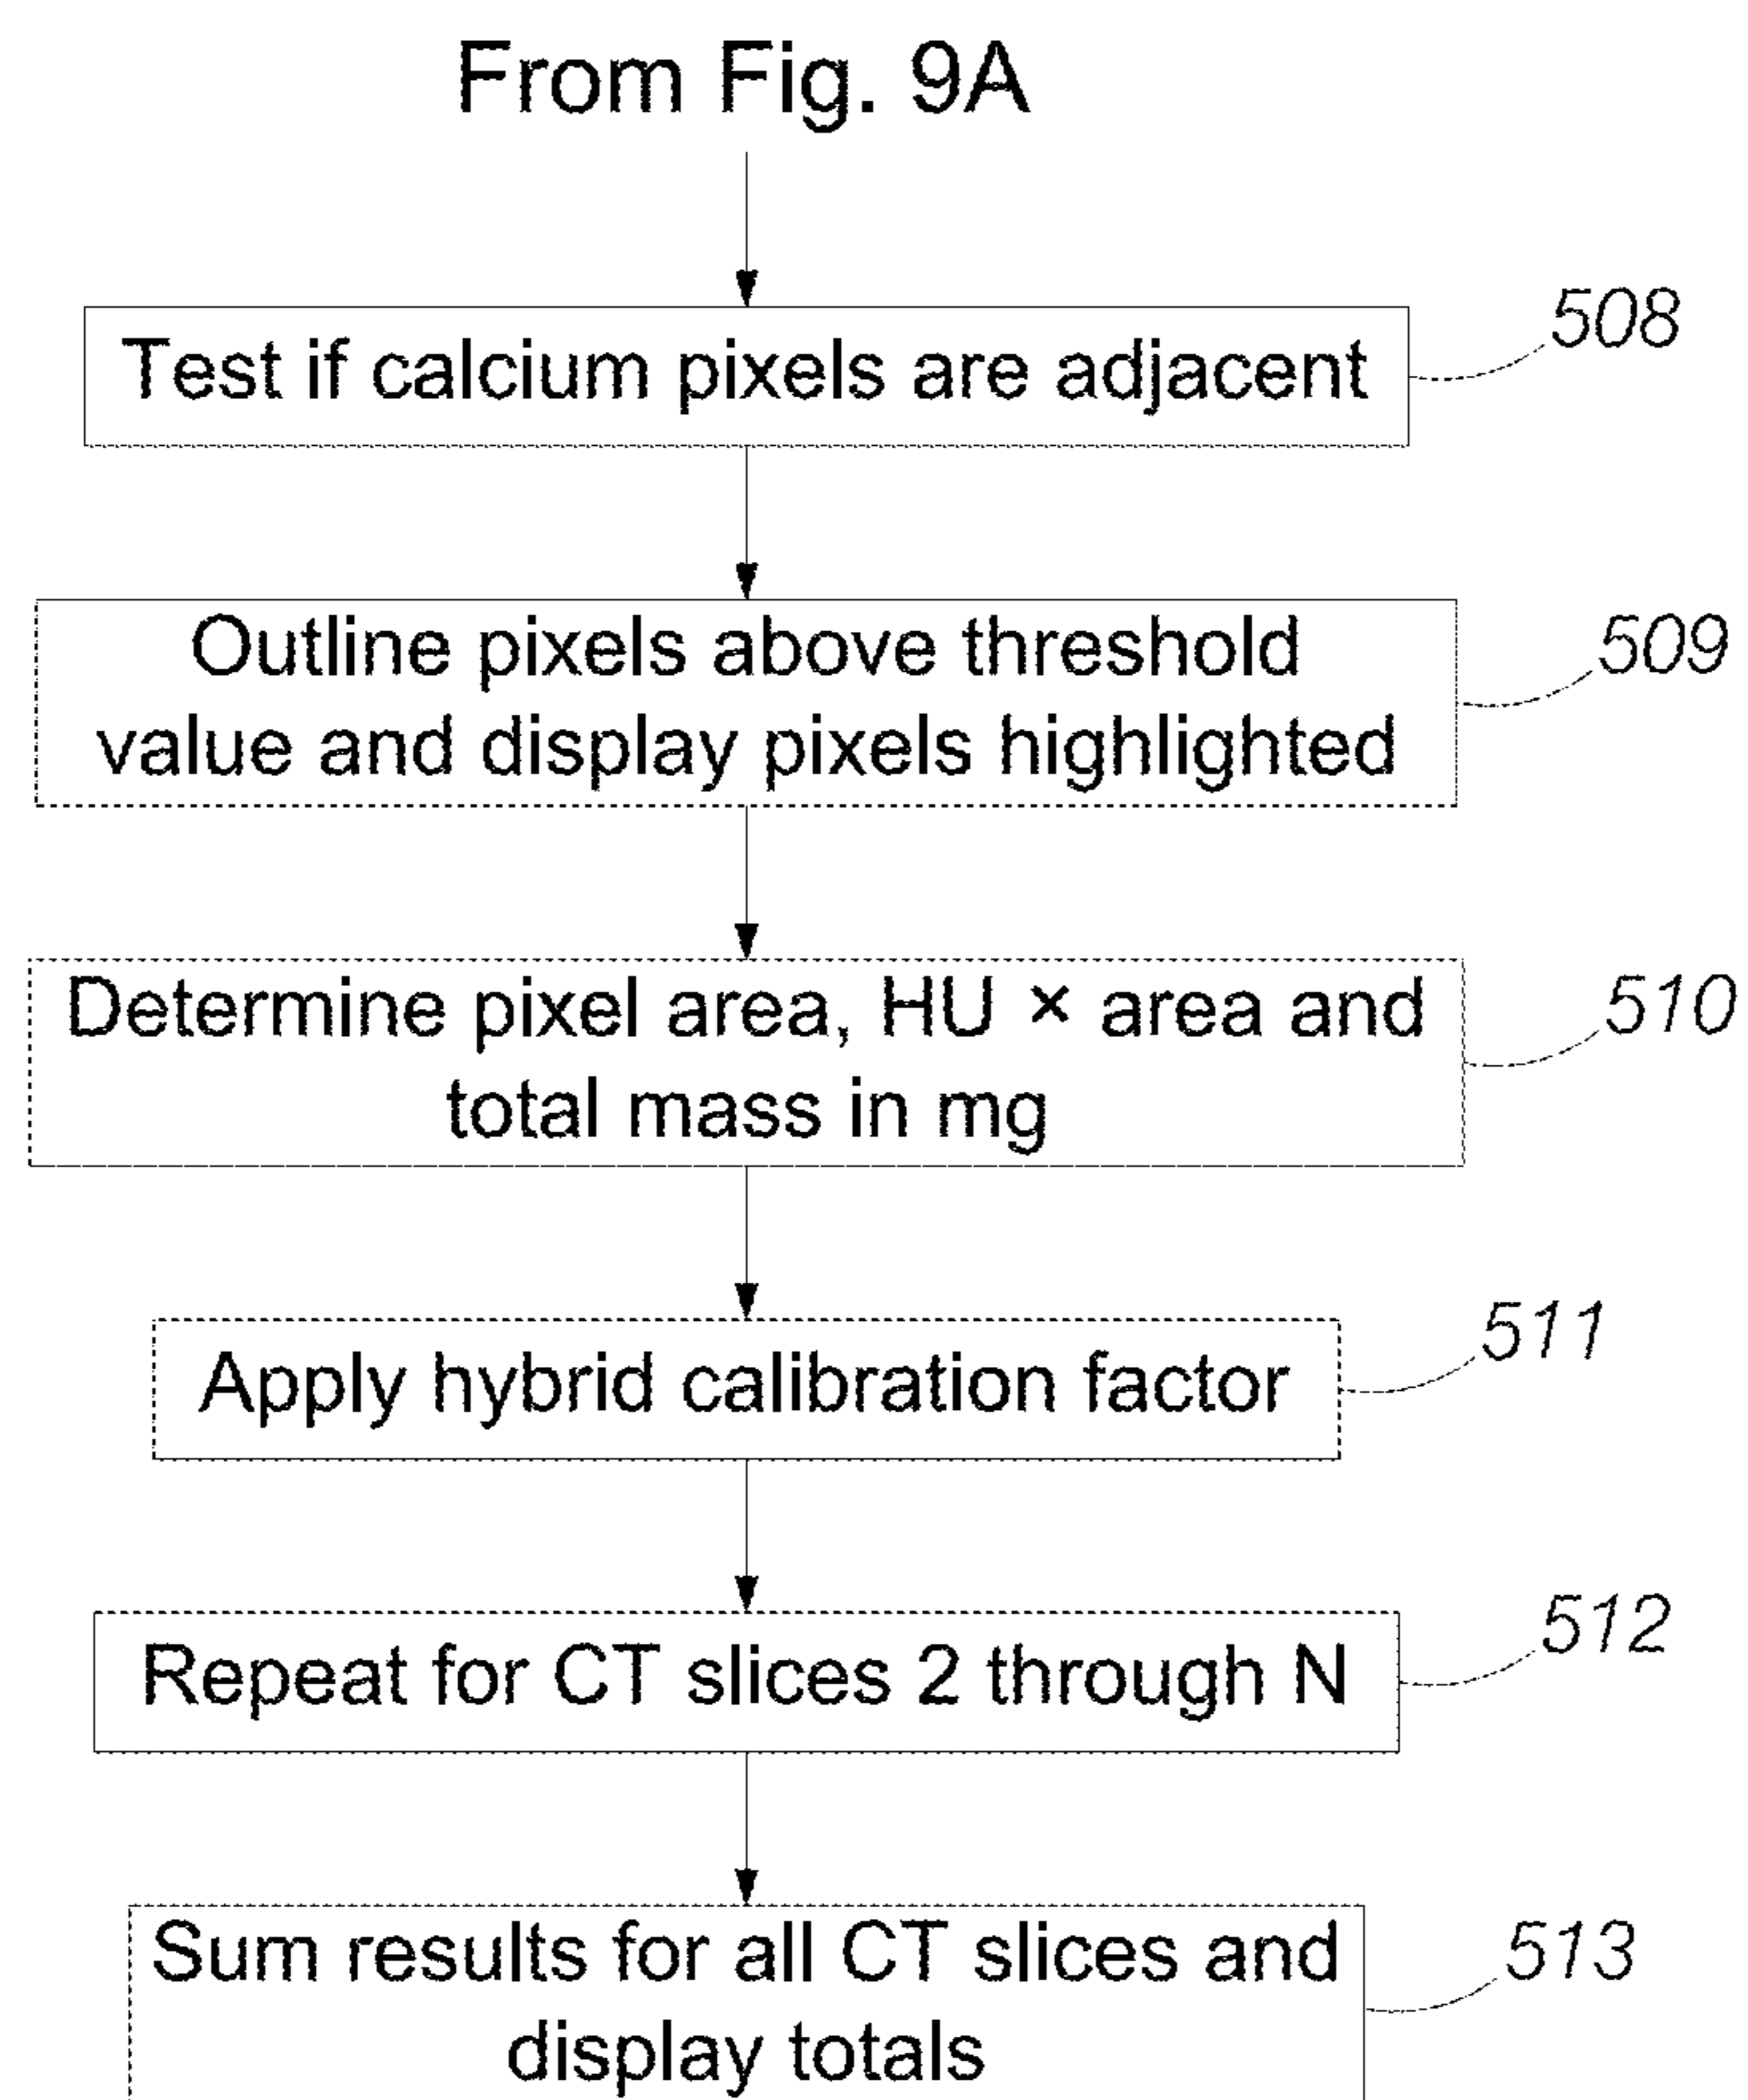 From Fig. 9A
Test if calcium pixels are adjacent
508
Outline pixels above threshold
value and display pixels highlighted
509
Determine pixel area, HU × area and
total mass in mg
510
Apply hybrid calibration factor
511
Repeat for CT slices 2 through N
512
Sum results for all CT slices and
display totals
513